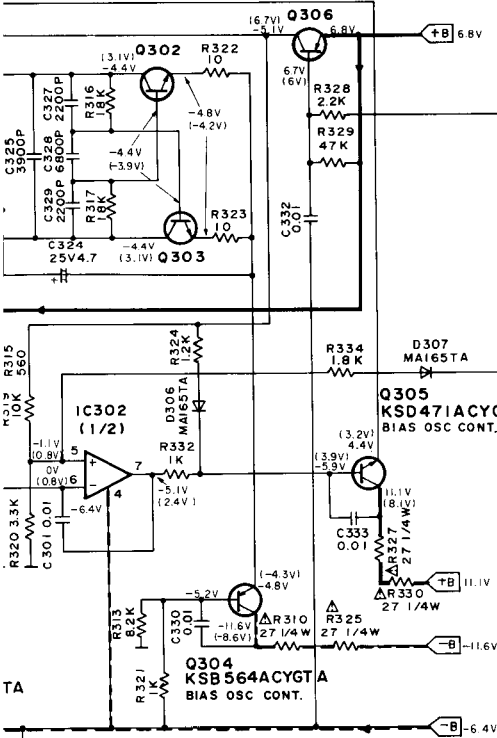 Q306
(6.7V)
-5.1V
6.8V
+B 6.8V
Q302
R322
10
(3.1V)
-4.4V
6.7V
(6V)
R328
2.2K
R329
47K
C327
2200P
R316
18K
C325
3900P
C328
6800P
C329
2200P
R317
18K
-4.8V
(-4.2V)
-4.4V
(-3.9V)
C332
0.01
R323
10
C324
25V4.7
-4.4V
(3.1V)
Q303
R315
560
R319
10K
R324
1.2K
D306
MA165TA
R334
1.8K
D307
MA165TA
IC302
(1/2)
R332
1K
Q305
KSD471ACYG
BIAS OSC CONT.
-1.1V
(0.8V)
5
+
0V
(0.8V)
6
-
7
4
-6.4V
-5.1V
(2.4V)
(3.2V)
4.4V
(3.9V)
-5.9V
11.1V
(8.1V)
R320 3.3K
C301 0.01
C333
0.01
R327
27 1/4W
R330
27 1/4W
+B 11.1V
(-4.3V)
-4.8V
-5.2V
R313
8.2K
C330
0.01
-11.6V
(-8.6V)
R310
27 1/4W
R325
27 1/4W
-B -11.6V
Q304
KSB564ACYGTA
BIAS OSC CONT.
R321
1K
TA
-B -6.4V